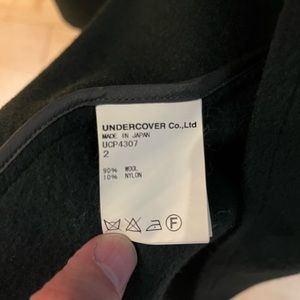 UNDERCOVER Co.,Ltd
MADE IN JAPAN
UCP4307
2
90% WOOL
10% NYLON
F